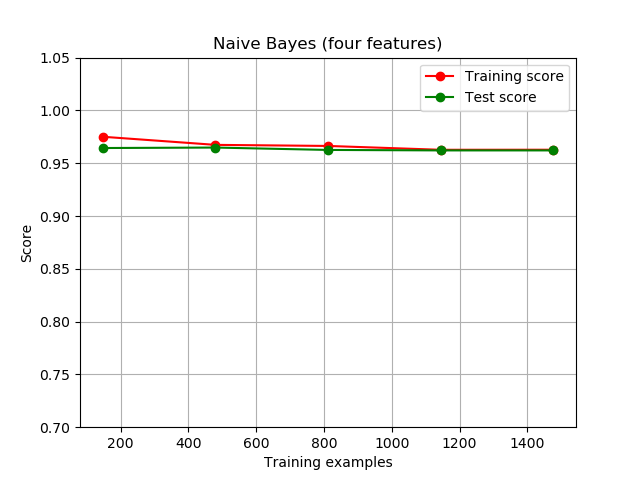 Naive Bayes (four features)
1.05
1.00
0.95
0.90
0.85
0.80
0.75
0.70
Score
Training score
Test score
200 400 600 800 1000 1200 1400
Training examples